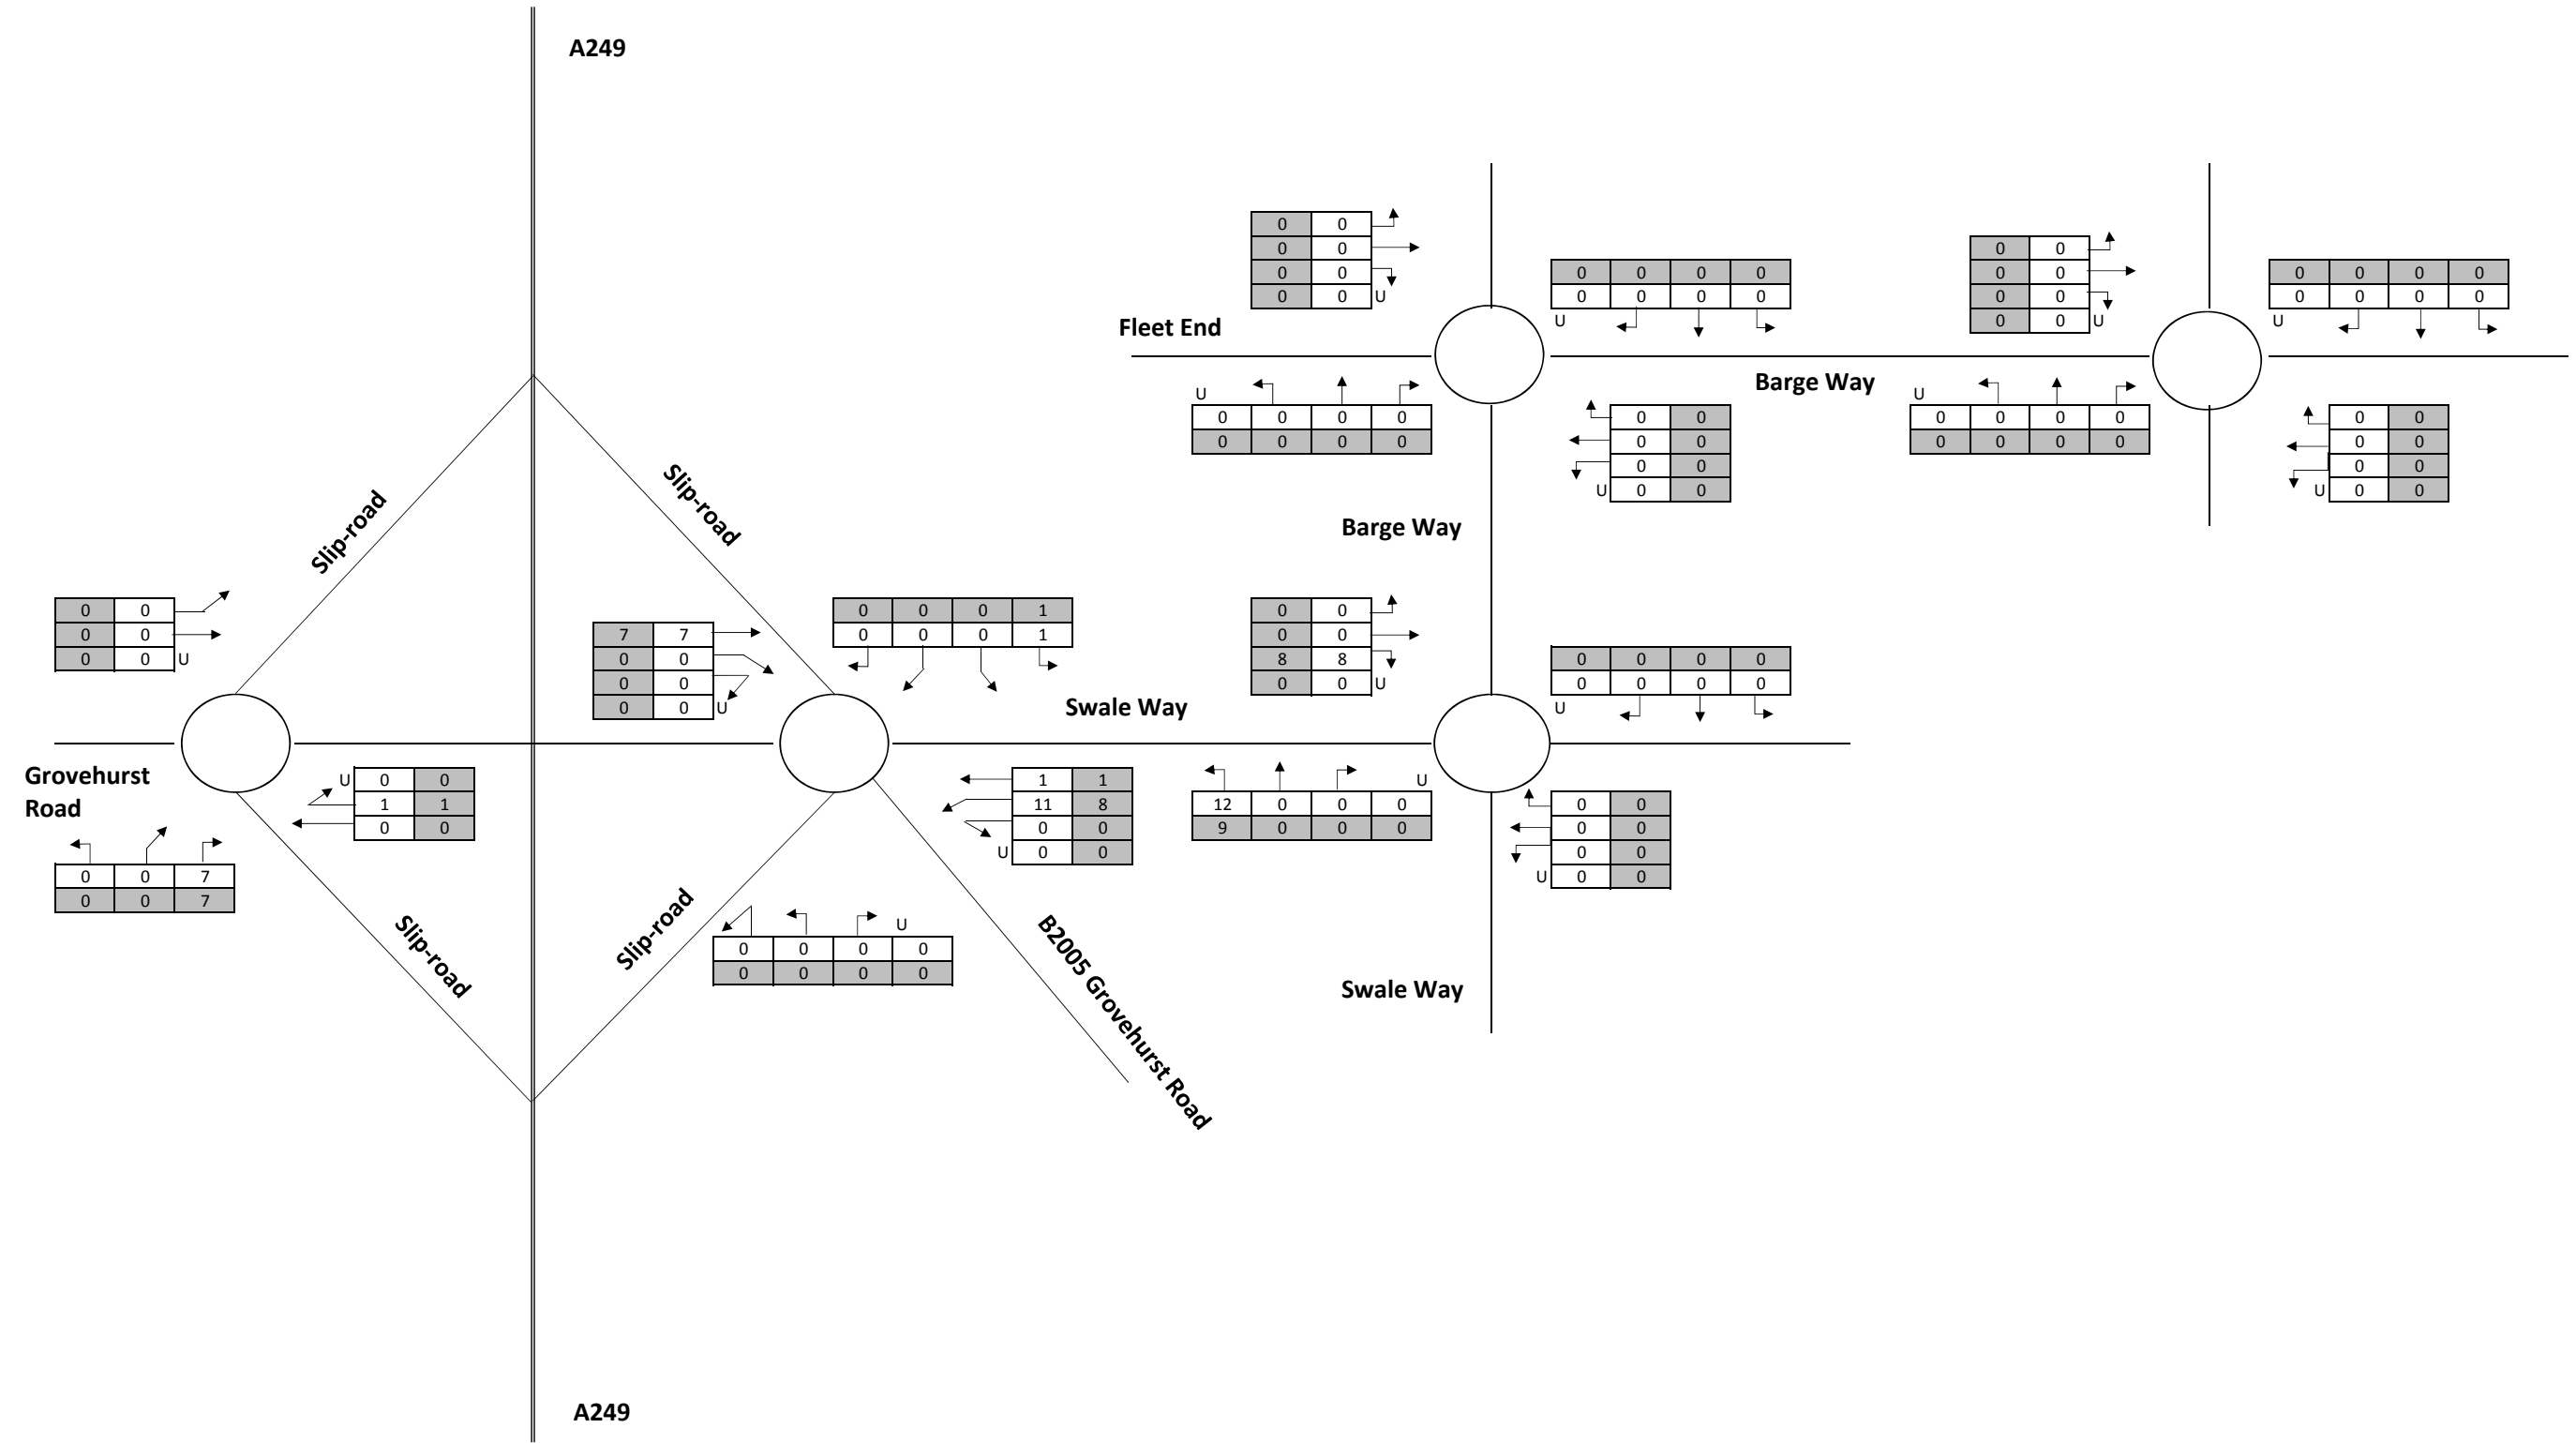 A249
0 0
0 0
0 0
0 0 U
Fleet End
0 0 0 0
0 0 0 0
U
0 0
0 0
0 0
0 0 U
0 0 0 0
0 0 0 0
U
U
0 0 0 0
0 0 0 0
Barge Way
0 0
0 0
0 0
U 0 0
U
0 0 0 0
0 0 0 0
0 0
0 0
0 0
U 0 0
Slip-road
Slip-road
Barge Way
0 0
0 0
0 0 U
7 7
0 0
0 0
0 0 U
0 0 0 1
0 0 0 1
Swale Way
0 0
0 0
8 8
0 0 U
0 0 0 0
0 0 0 0
U
Grovehurst
Road
U 0 0
1 1
0 0
0 0 7
0 0 7
1 1
11 8
0 0
U 0 0
U
12 0 0 0
9 0 0 0
0 0
0 0
0 0
U 0 0
Slip-road
Slip-road
U
0 0 0 0
0 0 0 0
B2005 Grovehurst Road
Swale Way
A249